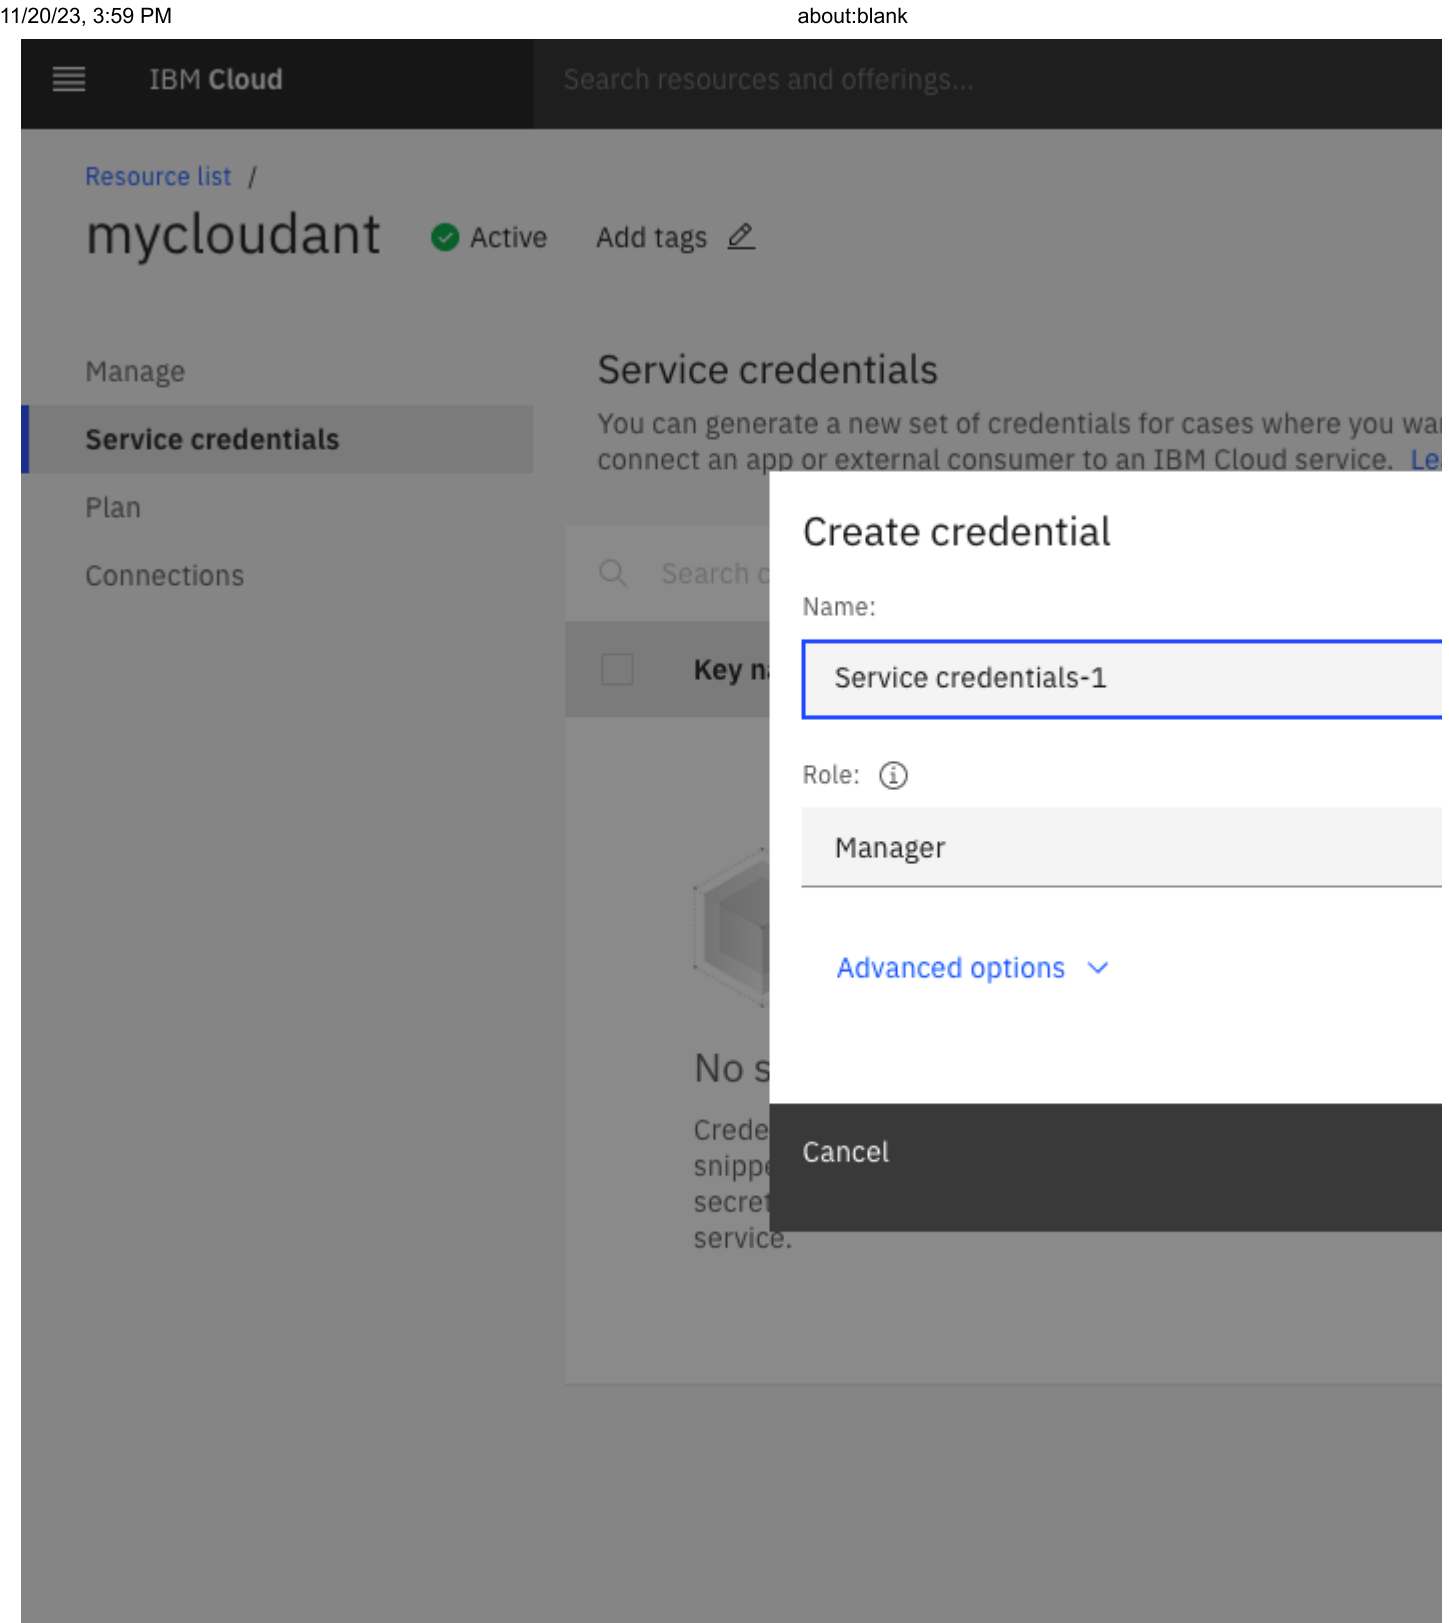 11/20/23, 3:59 PM about:blank
IBM Cloud Search resources and offerings...
Resource list /
mycloudant Active Add tags
Manage
Service credentials
Plan
Connections
Service credentials
You can generate a new set of credentials for cases where you
connect an app or external consumer to an IBM Cloud service.
Search
Key
Create credential
Name:
Service credentials-1
Role:
Manager
Advanced options
No
service.
Cancel